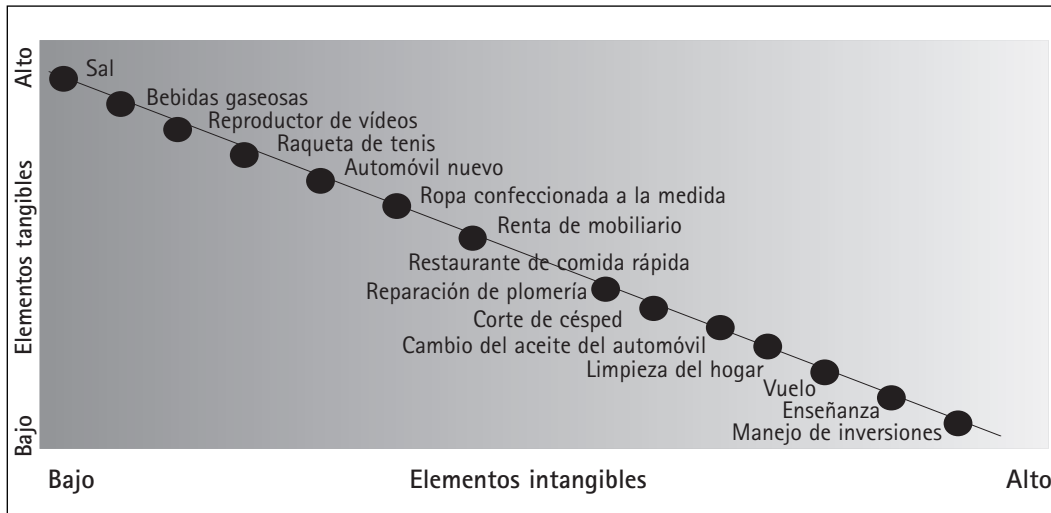 Alto
Elementos tangibles
Bajo
Sal
Bebidas gaseosas
Reproductor de vídeos
Raqueta de tenis
Automóvil nuevo
Ropa confeccionada a la medida
Renta de mobiliario
Restaurante de comida rápida
Reparación de plomería
Corte de césped
Cambio del aceite del automóvil
Limpieza del hogar
Vuelo
Enseñanza
Manejo de inversiones
Bajo
Elementos intangibles
Alto